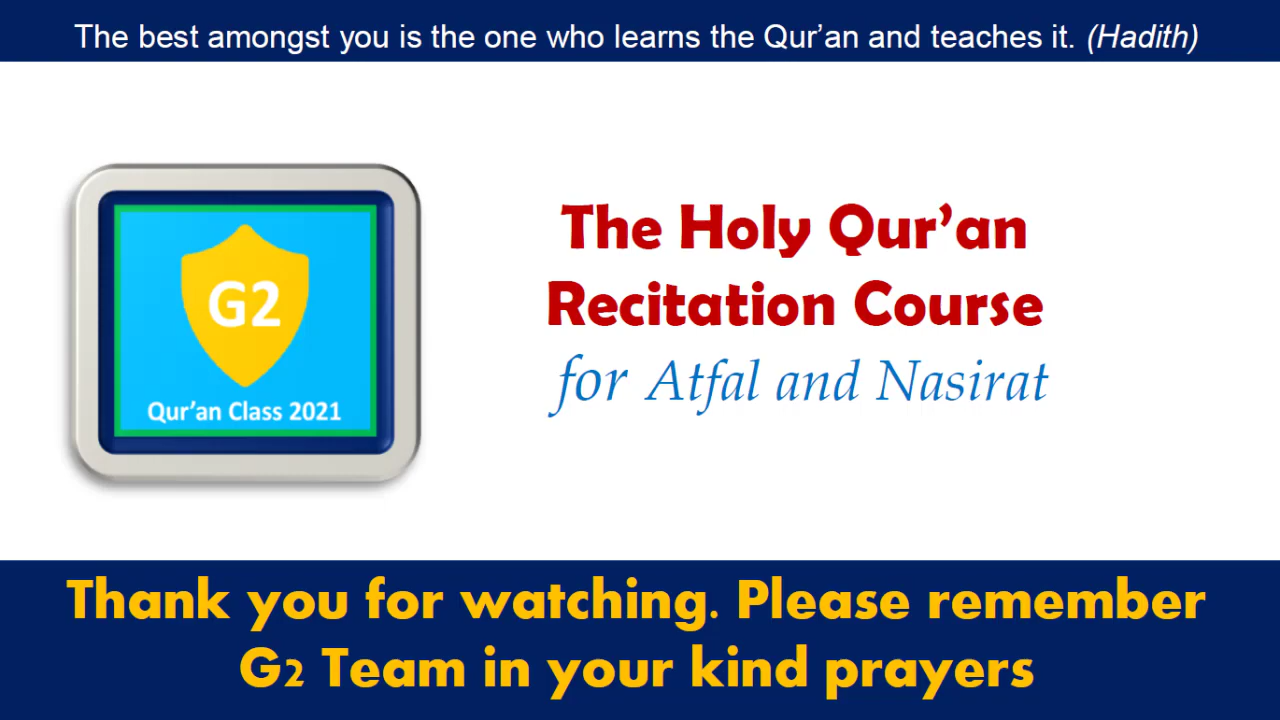 The best amongst you is the one who learns the Qur’an and teaches it. (Hadith)
G2
Qur’an Class 2021
The Holy Qur’an
Recitation Course
for Atfal and Nasirat
Thank you for watching. Please remember
G2 Team in your kind prayers